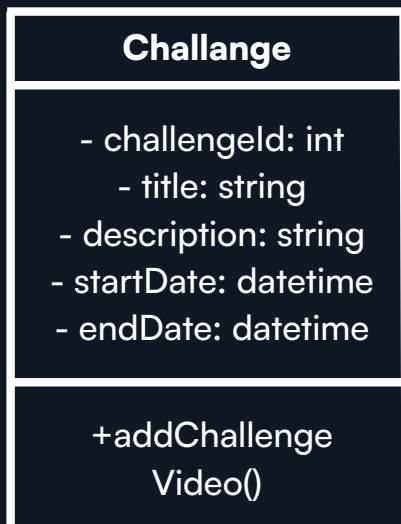 Challange
- challengeId: int
- title: string
- description: string
- startDate: datetime
- endDate: datetime
+addChallenge
Video()